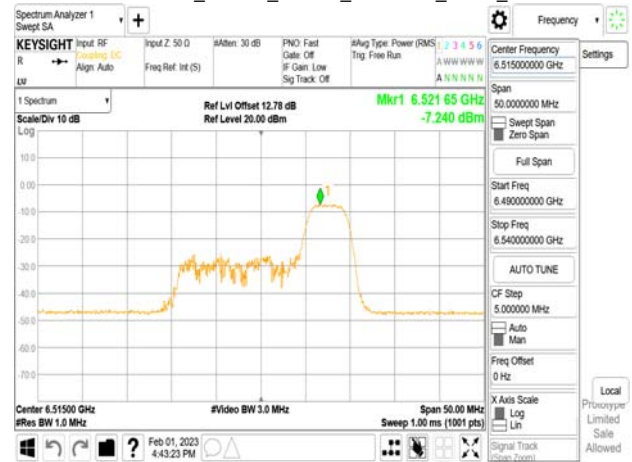 Spectrum Analyzer 1
Swept SA
Frequency
KEYSIGHT
Input: RF
Coupling: DC
Align: Auto
Input Z: 50 Ω
Freq Ref: Int (S)
#Atten: 30 dB
PNO: Fast
Gate: Off
IF Gain: Low
Sig Track: Off
#Avg Type: Power (RMS
Trig: Free Run
1 2 3 4 5 6
A W W W W W
A N N N N N
R
1 Spectrum
Scale/Div 10 dB
Log
Ref Lvl Offset 12.78 dB
Ref Level 20.00 dBm
Mkr1 6.521 65 GHz
-7.240 dBm
10.0
0.00
-10.0
-20.0
-30.0
-40.0
-50.0
-60.0
-70.0
1
Center 6.51500 GHz
#Res BW 1.0 MHz
#Video BW 3.0 MHz
Span 50.00 MHz
Sweep 1.00 ms (1001 pts)
Feb 01, 2023
4:43:23 PM
Center Frequency
6.515000000 GHz
Span
50.0000000 MHz
Swept Span
Zero Span
Full Span
Start Freq
6.490000000 GHz
Stop Freq
6.540000000 GHz
AUTO TUNE
CF Step
5.000000 MHz
Auto
Man
Freq Offset
0 Hz
X Axis Scale
Log
Lin
Signal Track
(Span Zoom)
Settings
Local
Prototype
Limited
Sale
Allowed